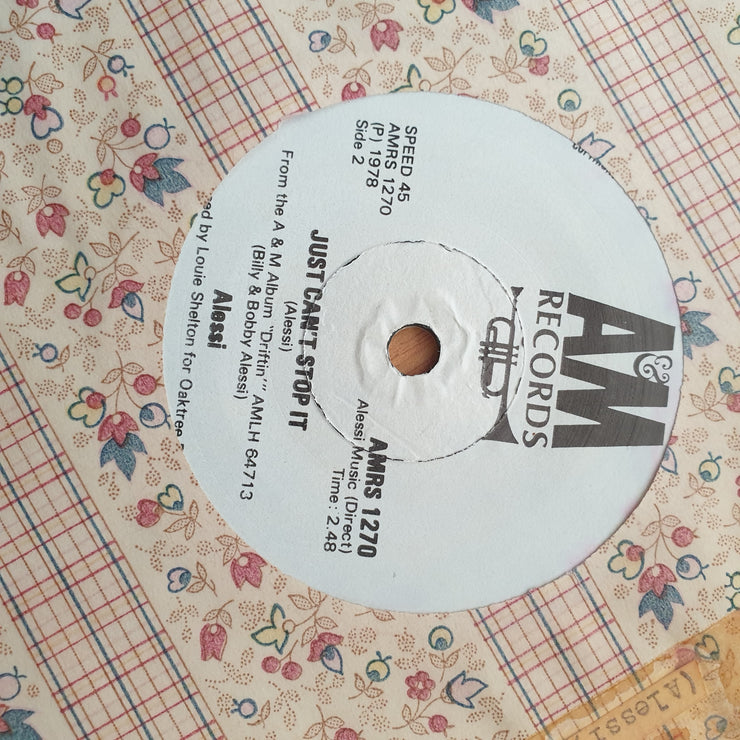 A&M
RECORDS
SPEED 45
AMRS 1270
(P) 1978
Side 2
AMRS 1270
Alessi Music (Direct)
Time: 2.48
JUST CAN'T STOP IT
(Alessi)
From the A & M Album "Driftin'" AMLH 64713
(Billy & Bobby Alessi)
Alessi
by Louie Shelton for Oaktree
(Alessi